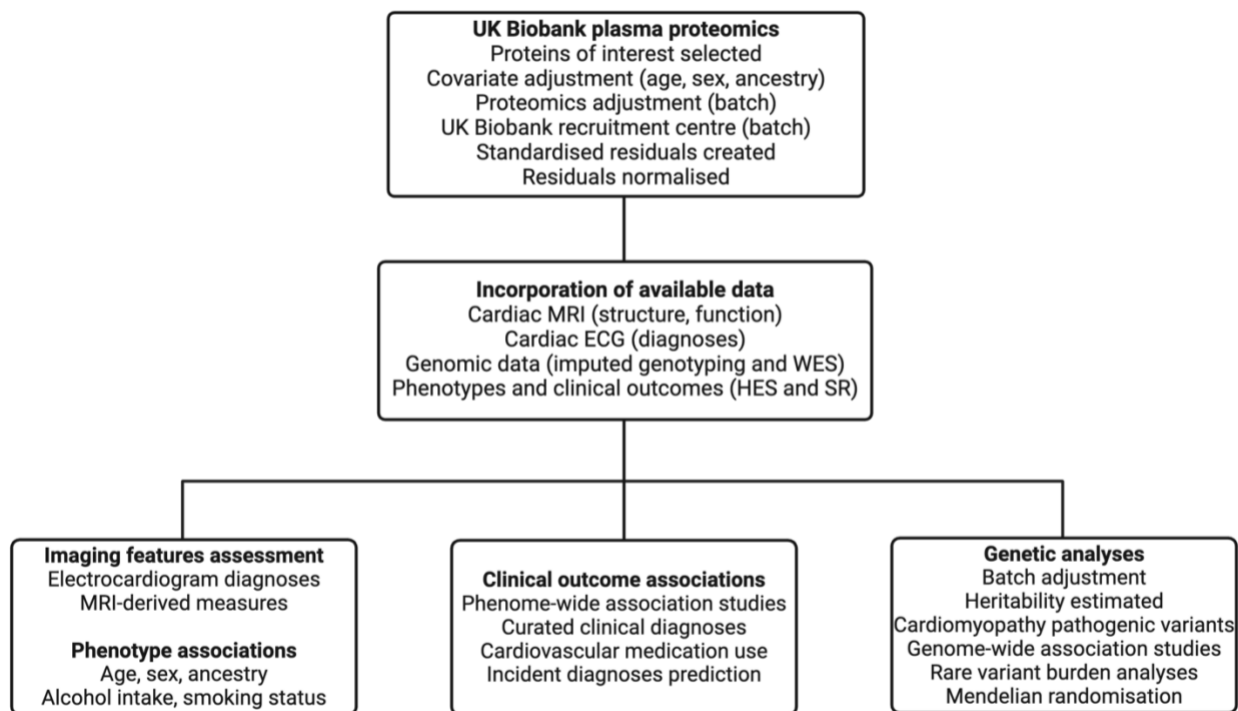 UK Biobank plasma proteomics
Proteins of interest selected
Covariate adjustment (age, sex, ancestry)
Proteomics adjustment (batch)
UK Biobank recruitment centre (batch)
Standardised residuals created
Residuals normalised
Incorporation of available data
Cardiac MRI (structure, function)
Cardiac ECG (diagnoses)
Genomic data (imputed genotyping and WES)
Phenotypes and clinical outcomes (HES and SR)
Imaging features assessment
Electrocardiogram diagnoses
MRI-derived measures
Phenotype associations
Age, sex, ancestry
Alcohol intake, smoking status
Clinical outcome associations
Phenome-wide association studies
Curated clinical diagnoses
Cardiovascular medication use
Incident diagnoses prediction
Genetic analyses
Batch adjustment
Heritability estimated
Cardiomyopathy pathogenic variants
Genome-wide association studies
Rare variant burden analyses
Mendelian randomisation